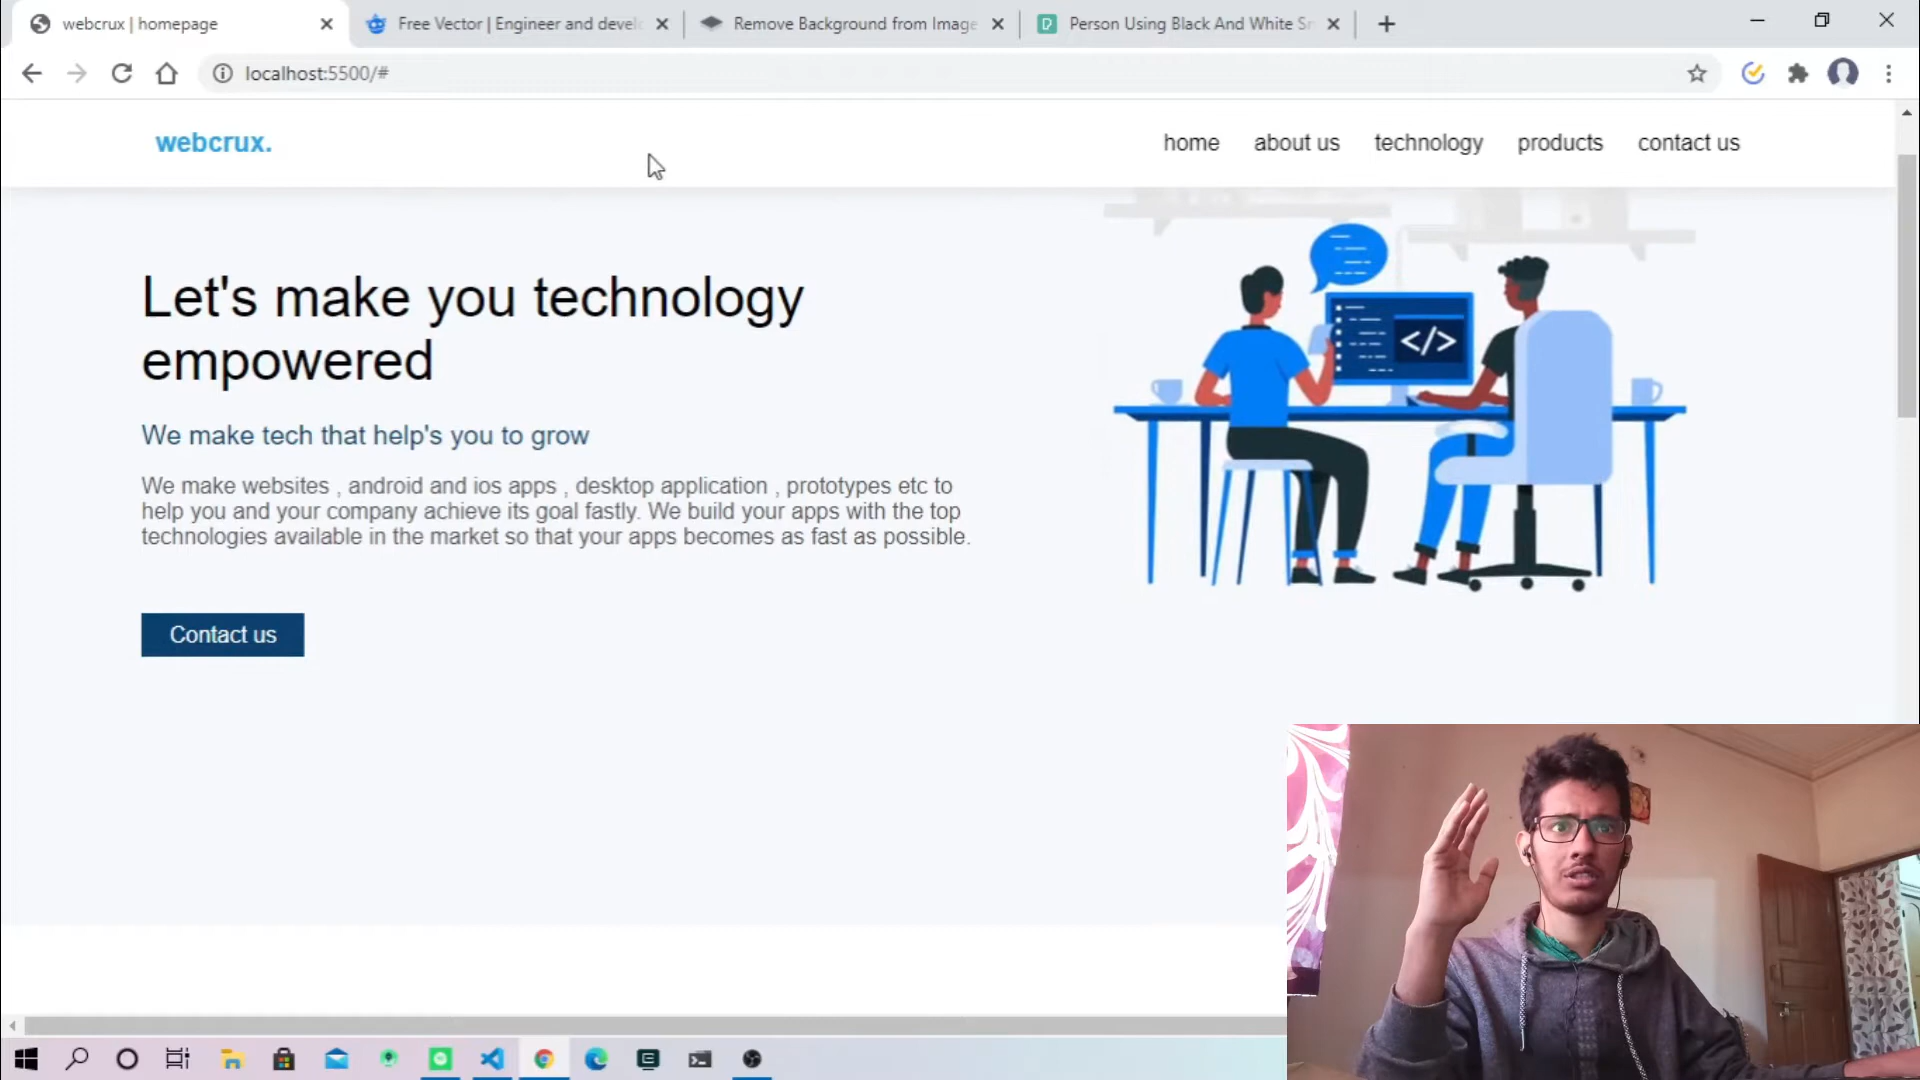 webcrux | homepage
Free Vector | Engineer and devel
Remove Background from Image
Person Using Black And White Sm
localhost:5500/#
webcrux.
home
about us
technology
products
contact us
Let's make you technology
empowered
We make tech that help's you to grow
We make websites , android and ios apps , desktop application , prototypes etc to
help you and your company achieve its goal fastly. We build your apps with the top
technologies available in the market so that your apps becomes as fast as possible.
</>
Contact us